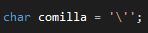 char comilla = '\'';